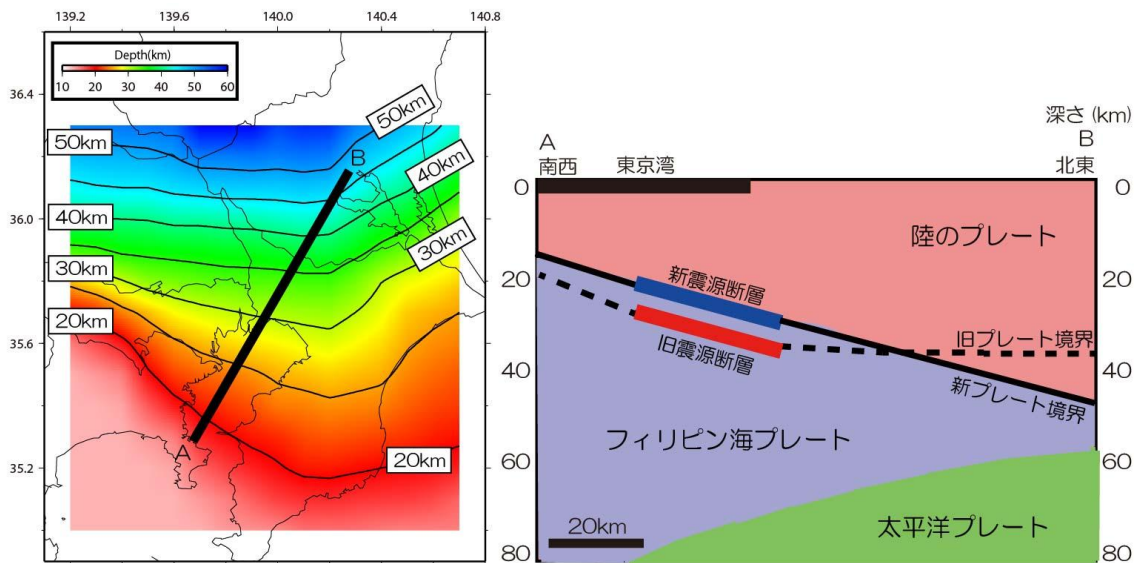 139.2 139.6 140.0 140.4 140.8
Depth(km)
10 20 30 40 50 60
36.4
36.0
35.6
35.2
50km
50km
B
40km
40km
30km
30km
20km
20km
A
深さ (km)
A
B
南西
東京湾
北東
0
0
陸のプレート
20
20
新震源断層
旧プレート境界
旧震源断層
40
40
新プレート境界
フィリピン海プレート
60
60
太平洋プレート
20km
80
80